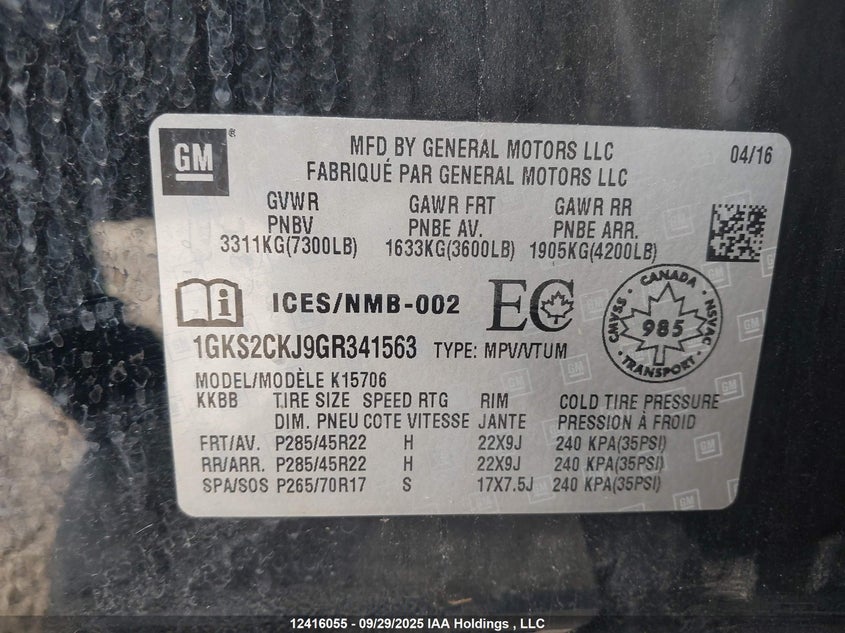 GM
MFD BY GENERAL MOTORS LLC
04/16
FABRIQUÉ PAR GENERAL MOTORS LLC
GVWR GAWR FRT GAWR RR
PNBV PNBE AV. PNBE ARR.
3311KG(7300LB) 1633KG(3600LB) 1905KG(4200LB)
ICES/NMB-002 EC
CANADA
CMVSS 985 NSVAC
TRANSPORT
1GKS2CKJ9GR341563 TYPE: MPV/VTUM
MODEL/MODÈLE K15706
KKBB TIRE SIZE SPEED RTG RIM COLD TIRE PRESSURE
DIM. PNEU COTE VITESSE JANTE PRESSION À FROID
FRT/AV. P285/45R22 H 22X9J 240 KPA(35PSI)
RR/ARR. P285/45R22 H 22X9J 240 KPA(35PSI)
SPA/SOS P265/70R17 S 17X7.5J 240 KPA(35PSI)
12416055 - 09/29/2025 IAA Holdings , LLC